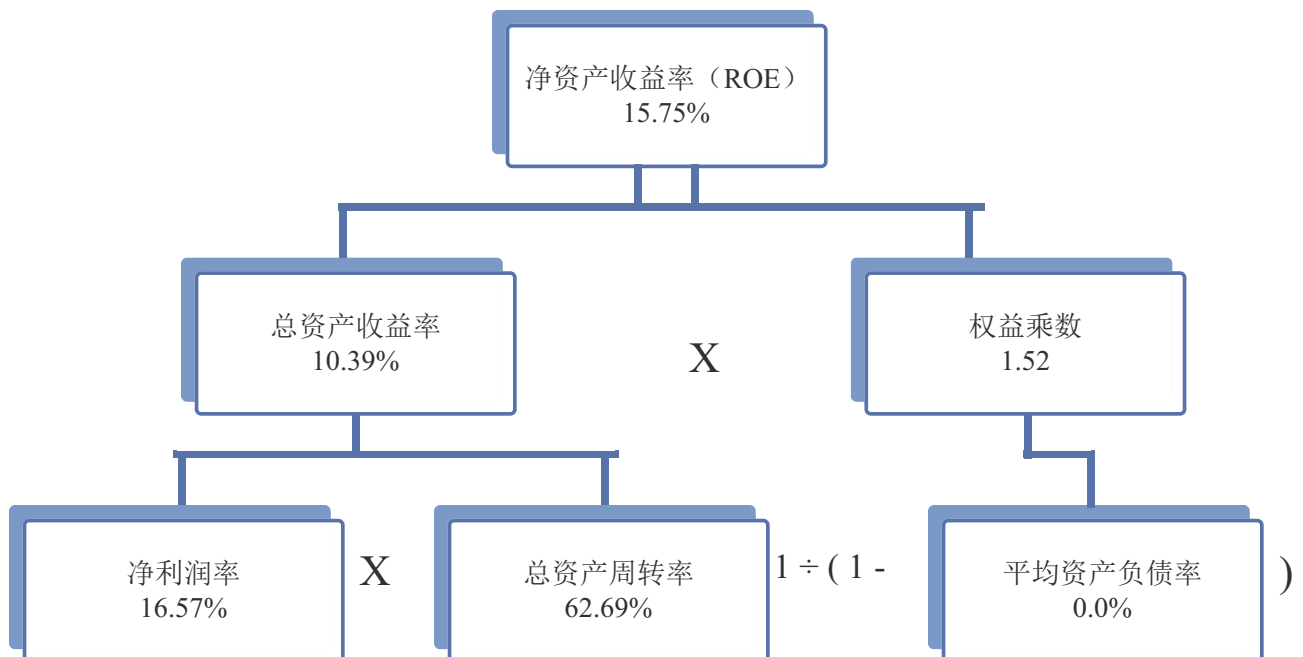 净资产收益率（ROE）
15.75%
总资产收益率
10.39%
X
权益乘数
1.52
净利润率
16.57%
X
总资产周转率
62.69%
1 ÷ ( 1 -
平均资产负债率
0.0%
)